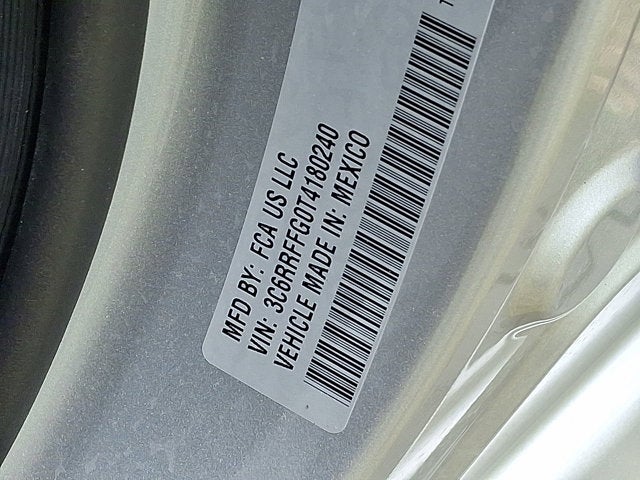 MFD BY: FCA US LLC
VIN: 3C6RRFFG0T4180240
VEHICLE MADE IN: MEXICO